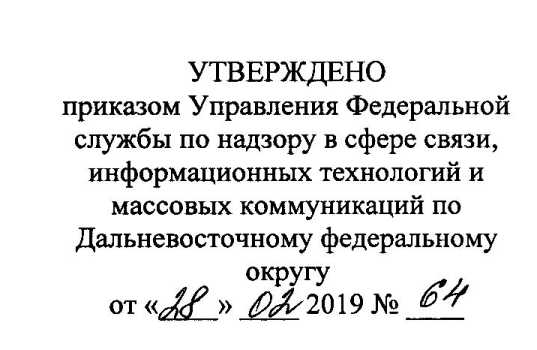 УТВЕРЖДЕНО
приказом Управления Федеральной
службы по надзору в сфере связи,
информационных технологий и
массовых коммуникаций по
Дальневосточному федеральному
округу
от «28» 02 2019 № 64